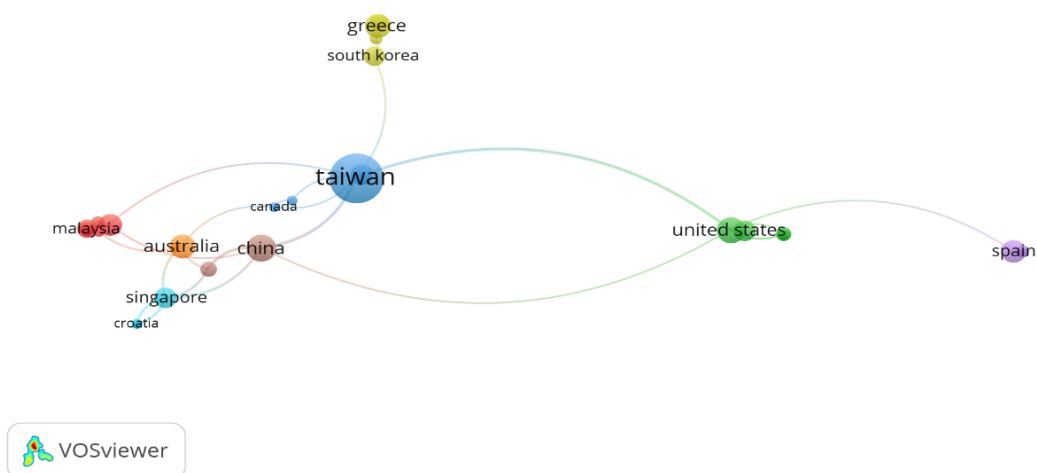 greece
south korea
taiwan
canada
malaysia
australia
china
united states
spain
singapore
croatia
VOSviewer